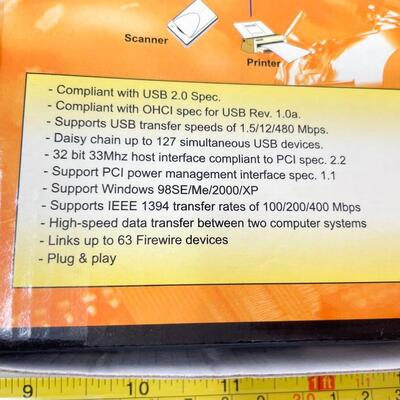 Scanner
Printer
- Compliant with USB 2.0 Spec.
- Compliant with OHCI spec for USB Rev. 1.0a.
- Supports USB transfer speeds of 1.5/12/480 Mbps.
- Daisy chain up to 127 simultaneous USB devices.
- 32 bit 33Mhz host interface compliant to PCI spec. 2.2
- Support PCI power management interface spec. 1.1
- Support Windows 98SE/Me/2000/XP
- Supports IEEE 1394 transfer rates of 100/200/400 Mbps
- High-speed data transfer between two computer systems
- Links up to 63 Firewire devices
- Plug & play
9 10 11